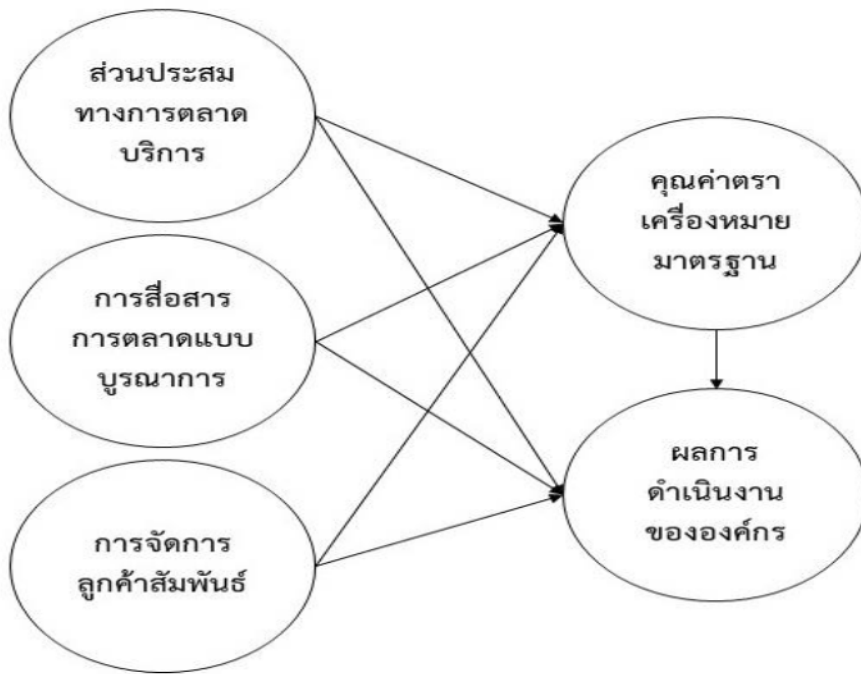 ส่วนประสม
ทางการตลาด
บริการ
การสื่อสาร
การตลาดแบบ
บูรณาการ
การจัดการ
ลูกค้าสัมพันธ์
คุณค่าตรา
เครื่องหมาย
มาตรฐาน
ผลการ
ดำเนินงาน
ขององค์กร